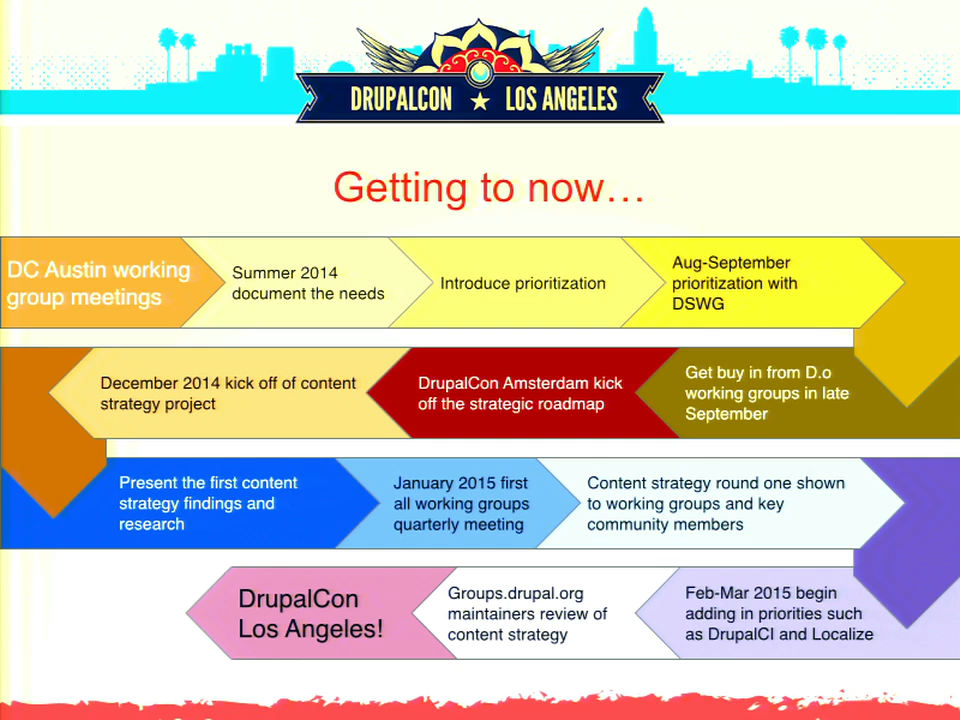 DRUPALCON ★ LOS ANGELES
Getting to now…
DC Austin working
group meetings
Summer 2014
document the needs
Introduce prioritization
Aug-September
prioritization with
DSWG
Get buy in from D.o
working groups in late
September
DrupalCon Amsterdam kick
off the strategic roadmap
December 2014 kick off of content
strategy project
Present the first content
strategy findings and
research
January 2015 first
all working groups
quarterly meeting
Content strategy round one shown
to working groups and key
community members
Feb-Mar 2015 begin
adding in priorities such
as DrupalCI and Localize
Groups.drupal.org
maintainers review of
content strategy
DrupalCon
Los Angeles!